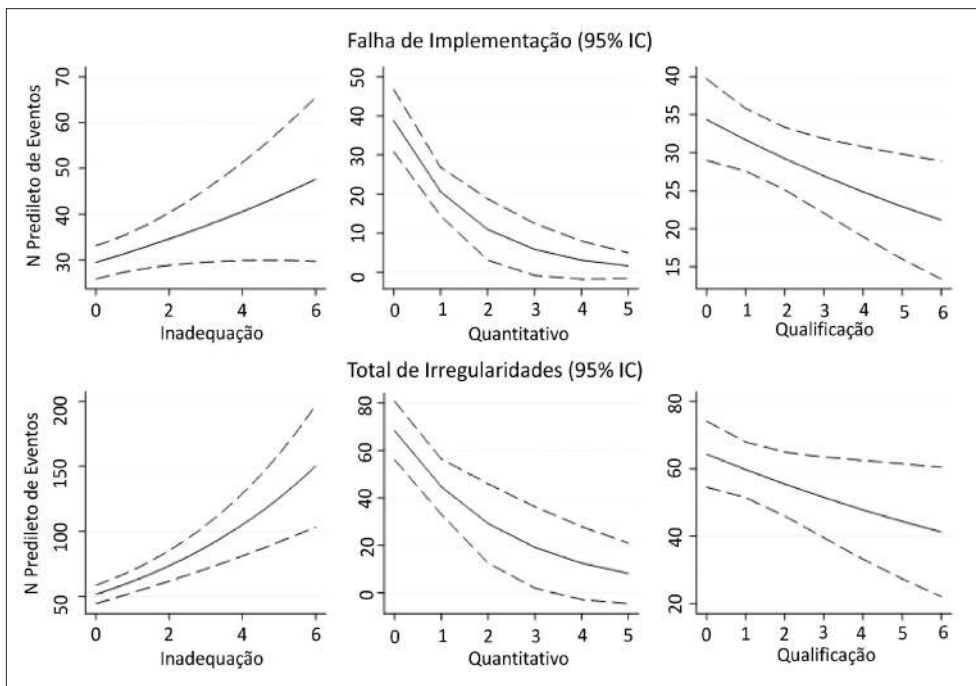 Falha de Implementação (95% IC)
N Predileto de Eventos
70
60
50
40
30
0 2 4 6
Inadequação
50
40
30
20
10
0
0 1 2 3 4 5
Quantitativo
40
35
30
25
20
15
0 1 2 3 4 5 6
Qualificação
Total de Irregularidades (95% IC)
N Predileto de Eventos
200
150
100
50
0 2 4 6
Inadequação
80
60
40
20
0
0 1 2 3 4 5
Quantitativo
80
60
40
20
0 1 2 3 4 5 6
Qualificação